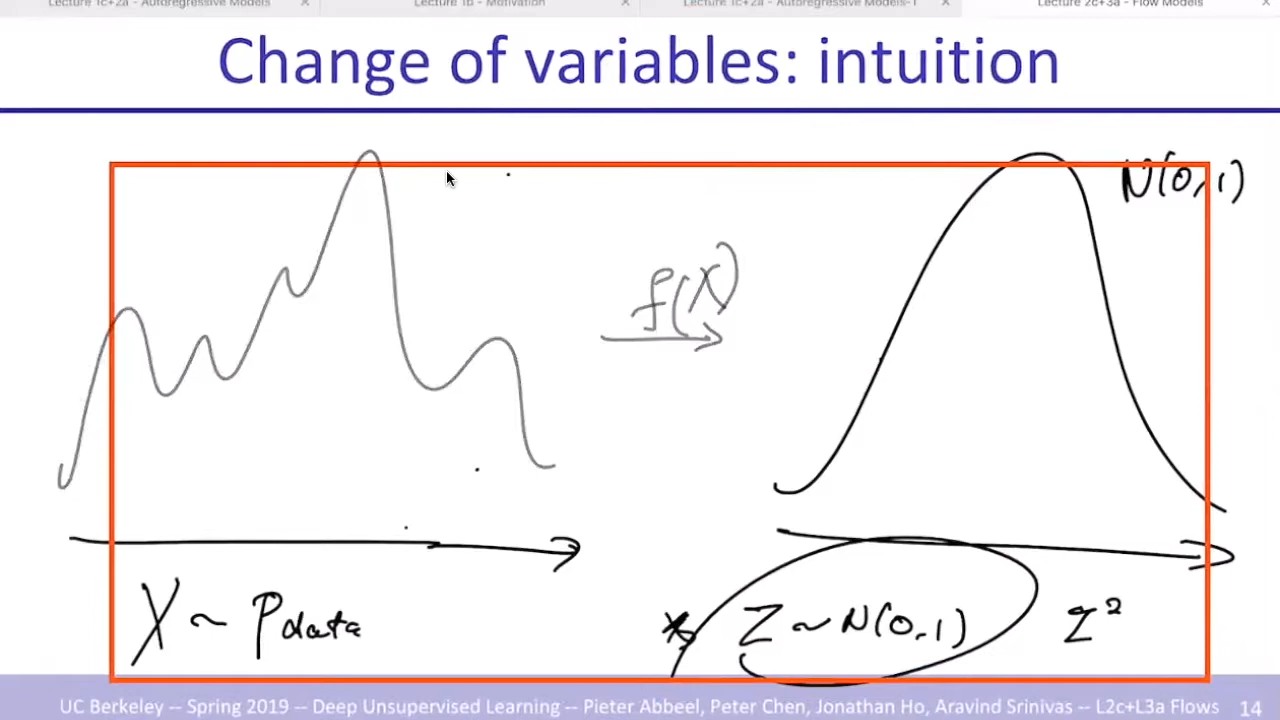 Lecture 1c+2a - Autoregressive Models
Lecture 1b - Motivation
Lecture 1c+2a - Autoregressive Models-1
Lecture 2c+3a - Flow Models
Change of variables: intuition
N(0,1)
f(x)
X ~ Pdata
Z ~ N(0,1)
Z²
UC Berkeley -- Spring 2019 -- Deep Unsupervised Learning -- Pieter Abbeel, Peter Chen, Jonathan Ho, Aravind Srinivas -- L2c+L3a Flows 14